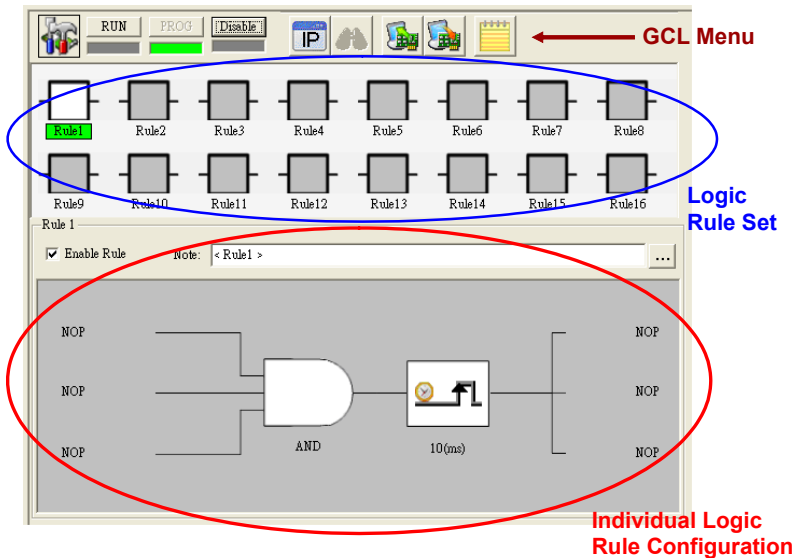 RUN PROG Disable IP GCL Menu
Rule1 Rule2 Rule3 Rule4 Rule5 Rule6 Rule7 Rule8
Rule9 Rule10 Rule11 Rule12 Rule13 Rule14 Rule15 Rule16
Logic
Rule Set
Rule 1
Enable Rule Note: < Rule1 > ...
NOP NOP
NOP NOP
AND 10(ms)
NOP NOP
Individual Logic
Rule Configuration